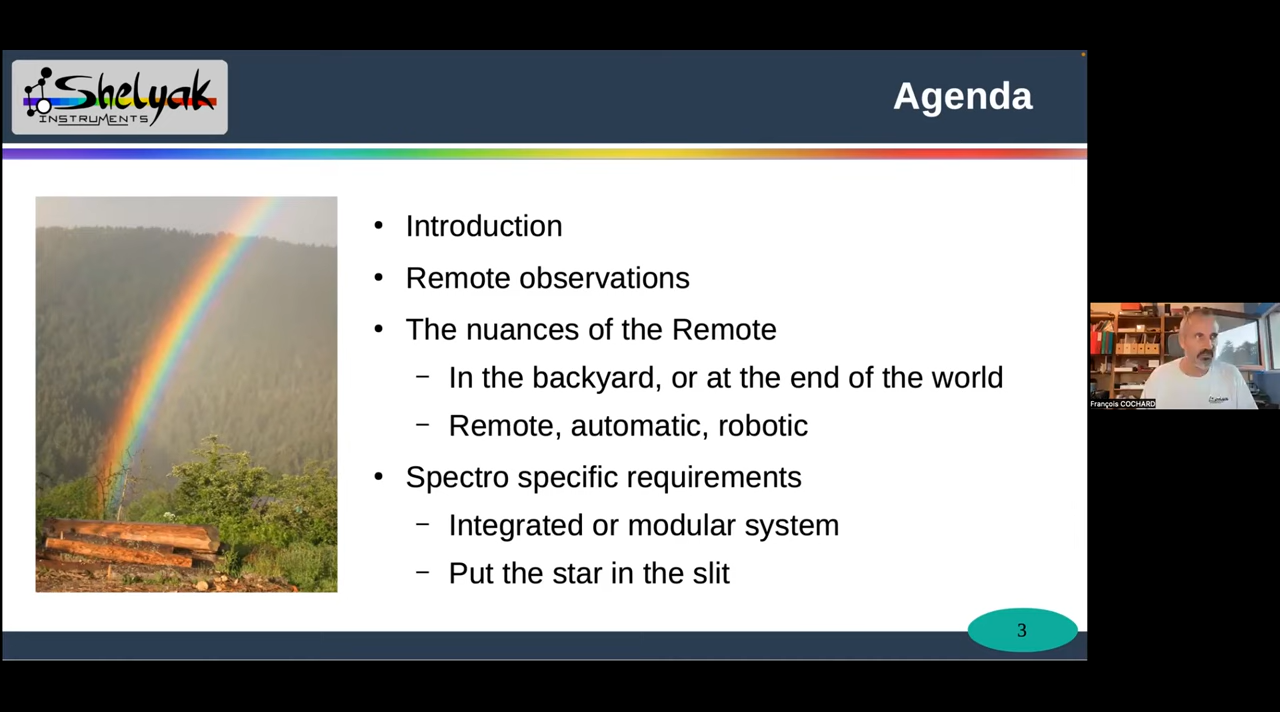 Shelyak
INSTRUMENTS
Agenda
• Introduction
• Remote observations
• The nuances of the Remote
– In the backyard, or at the end of the world
– Remote, automatic, robotic
• Spectro specific requirements
– Integrated or modular system
– Put the star in the slit
3
François COCHARD